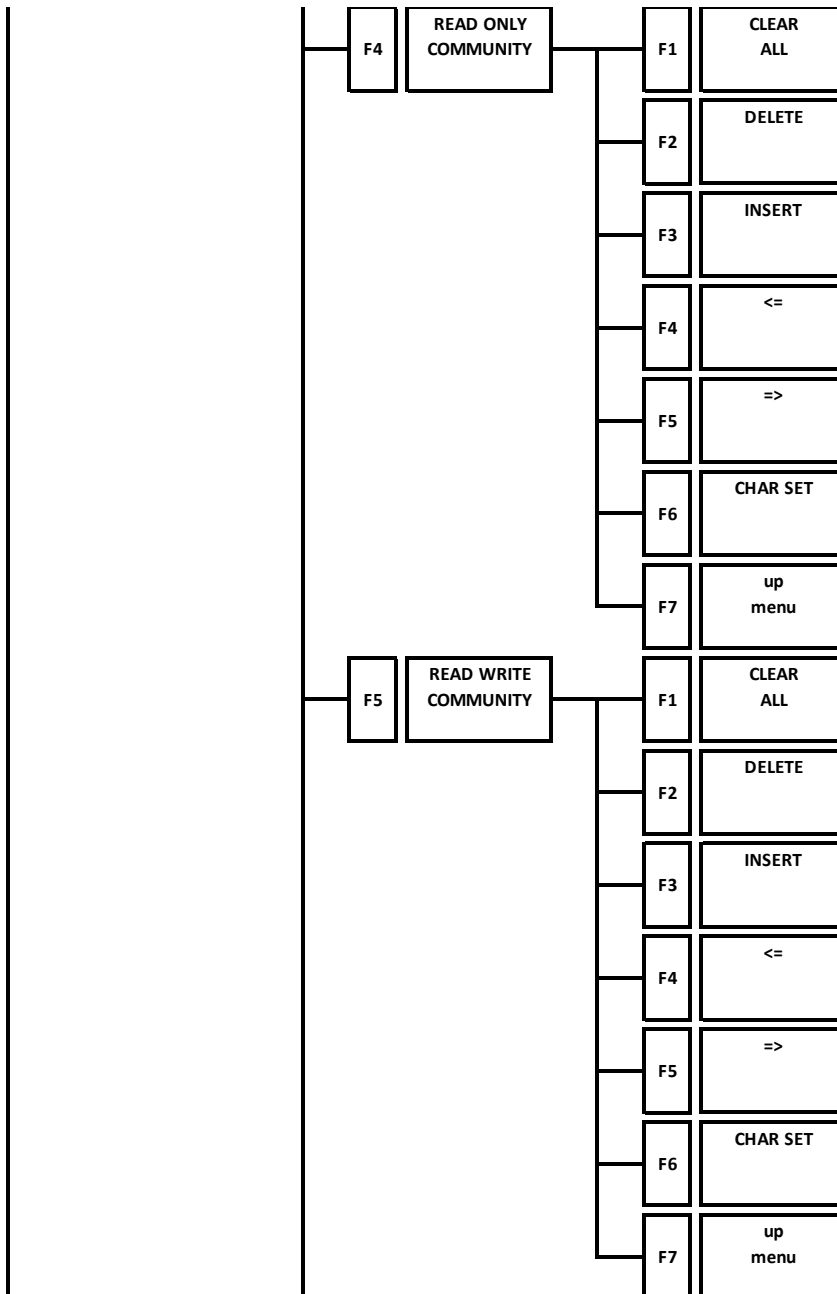 F4
READ ONLY
COMMUNITY
F1
CLEAR
ALL
F2
DELETE
F3
INSERT
F4
<=
F5
=>
F6
CHAR SET
F7
up
menu
F5
READ WRITE
COMMUNITY
F1
CLEAR
ALL
F2
DELETE
F3
INSERT
F4
<=
F5
=>
F6
CHAR SET
F7
up
menu